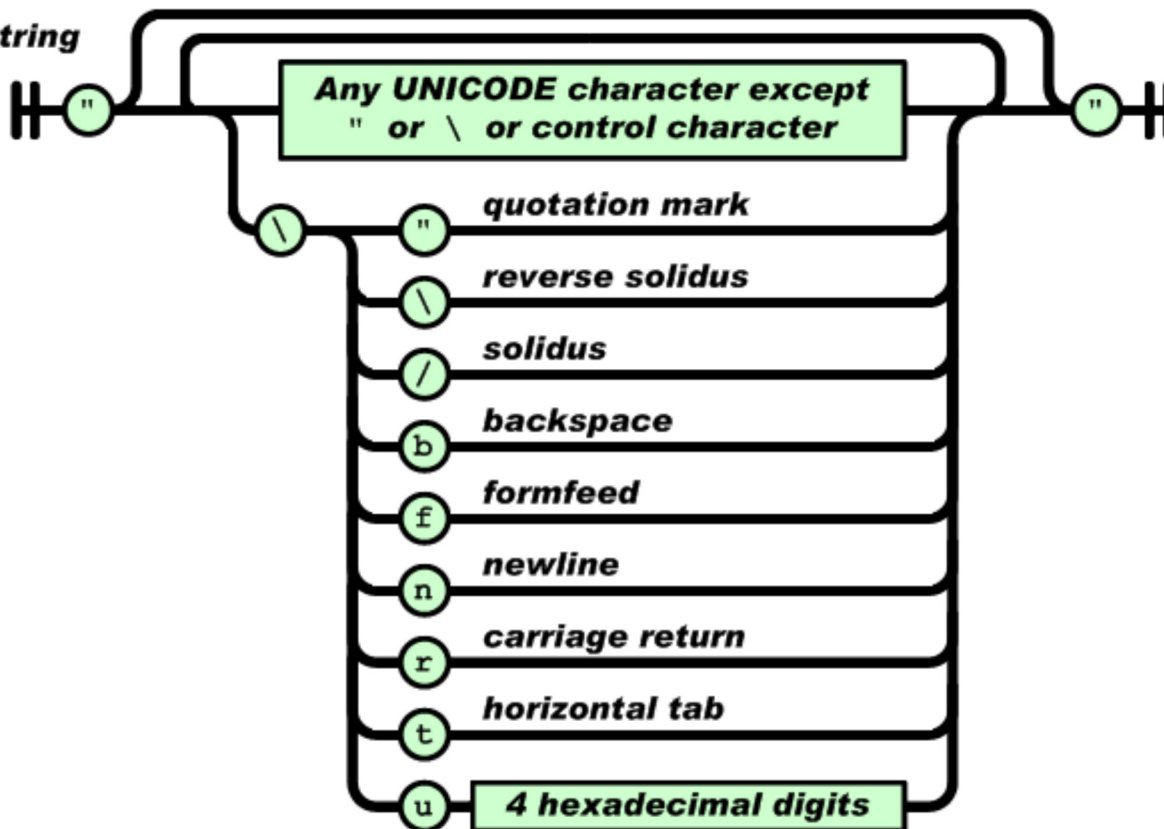 tring
"
Any UNICODE character except
" or \ or control character
"
\
" quotation mark
\ reverse solidus
/ solidus
b backspace
f formfeed
n newline
r carriage return
t horizontal tab
u 4 hexadecimal digits